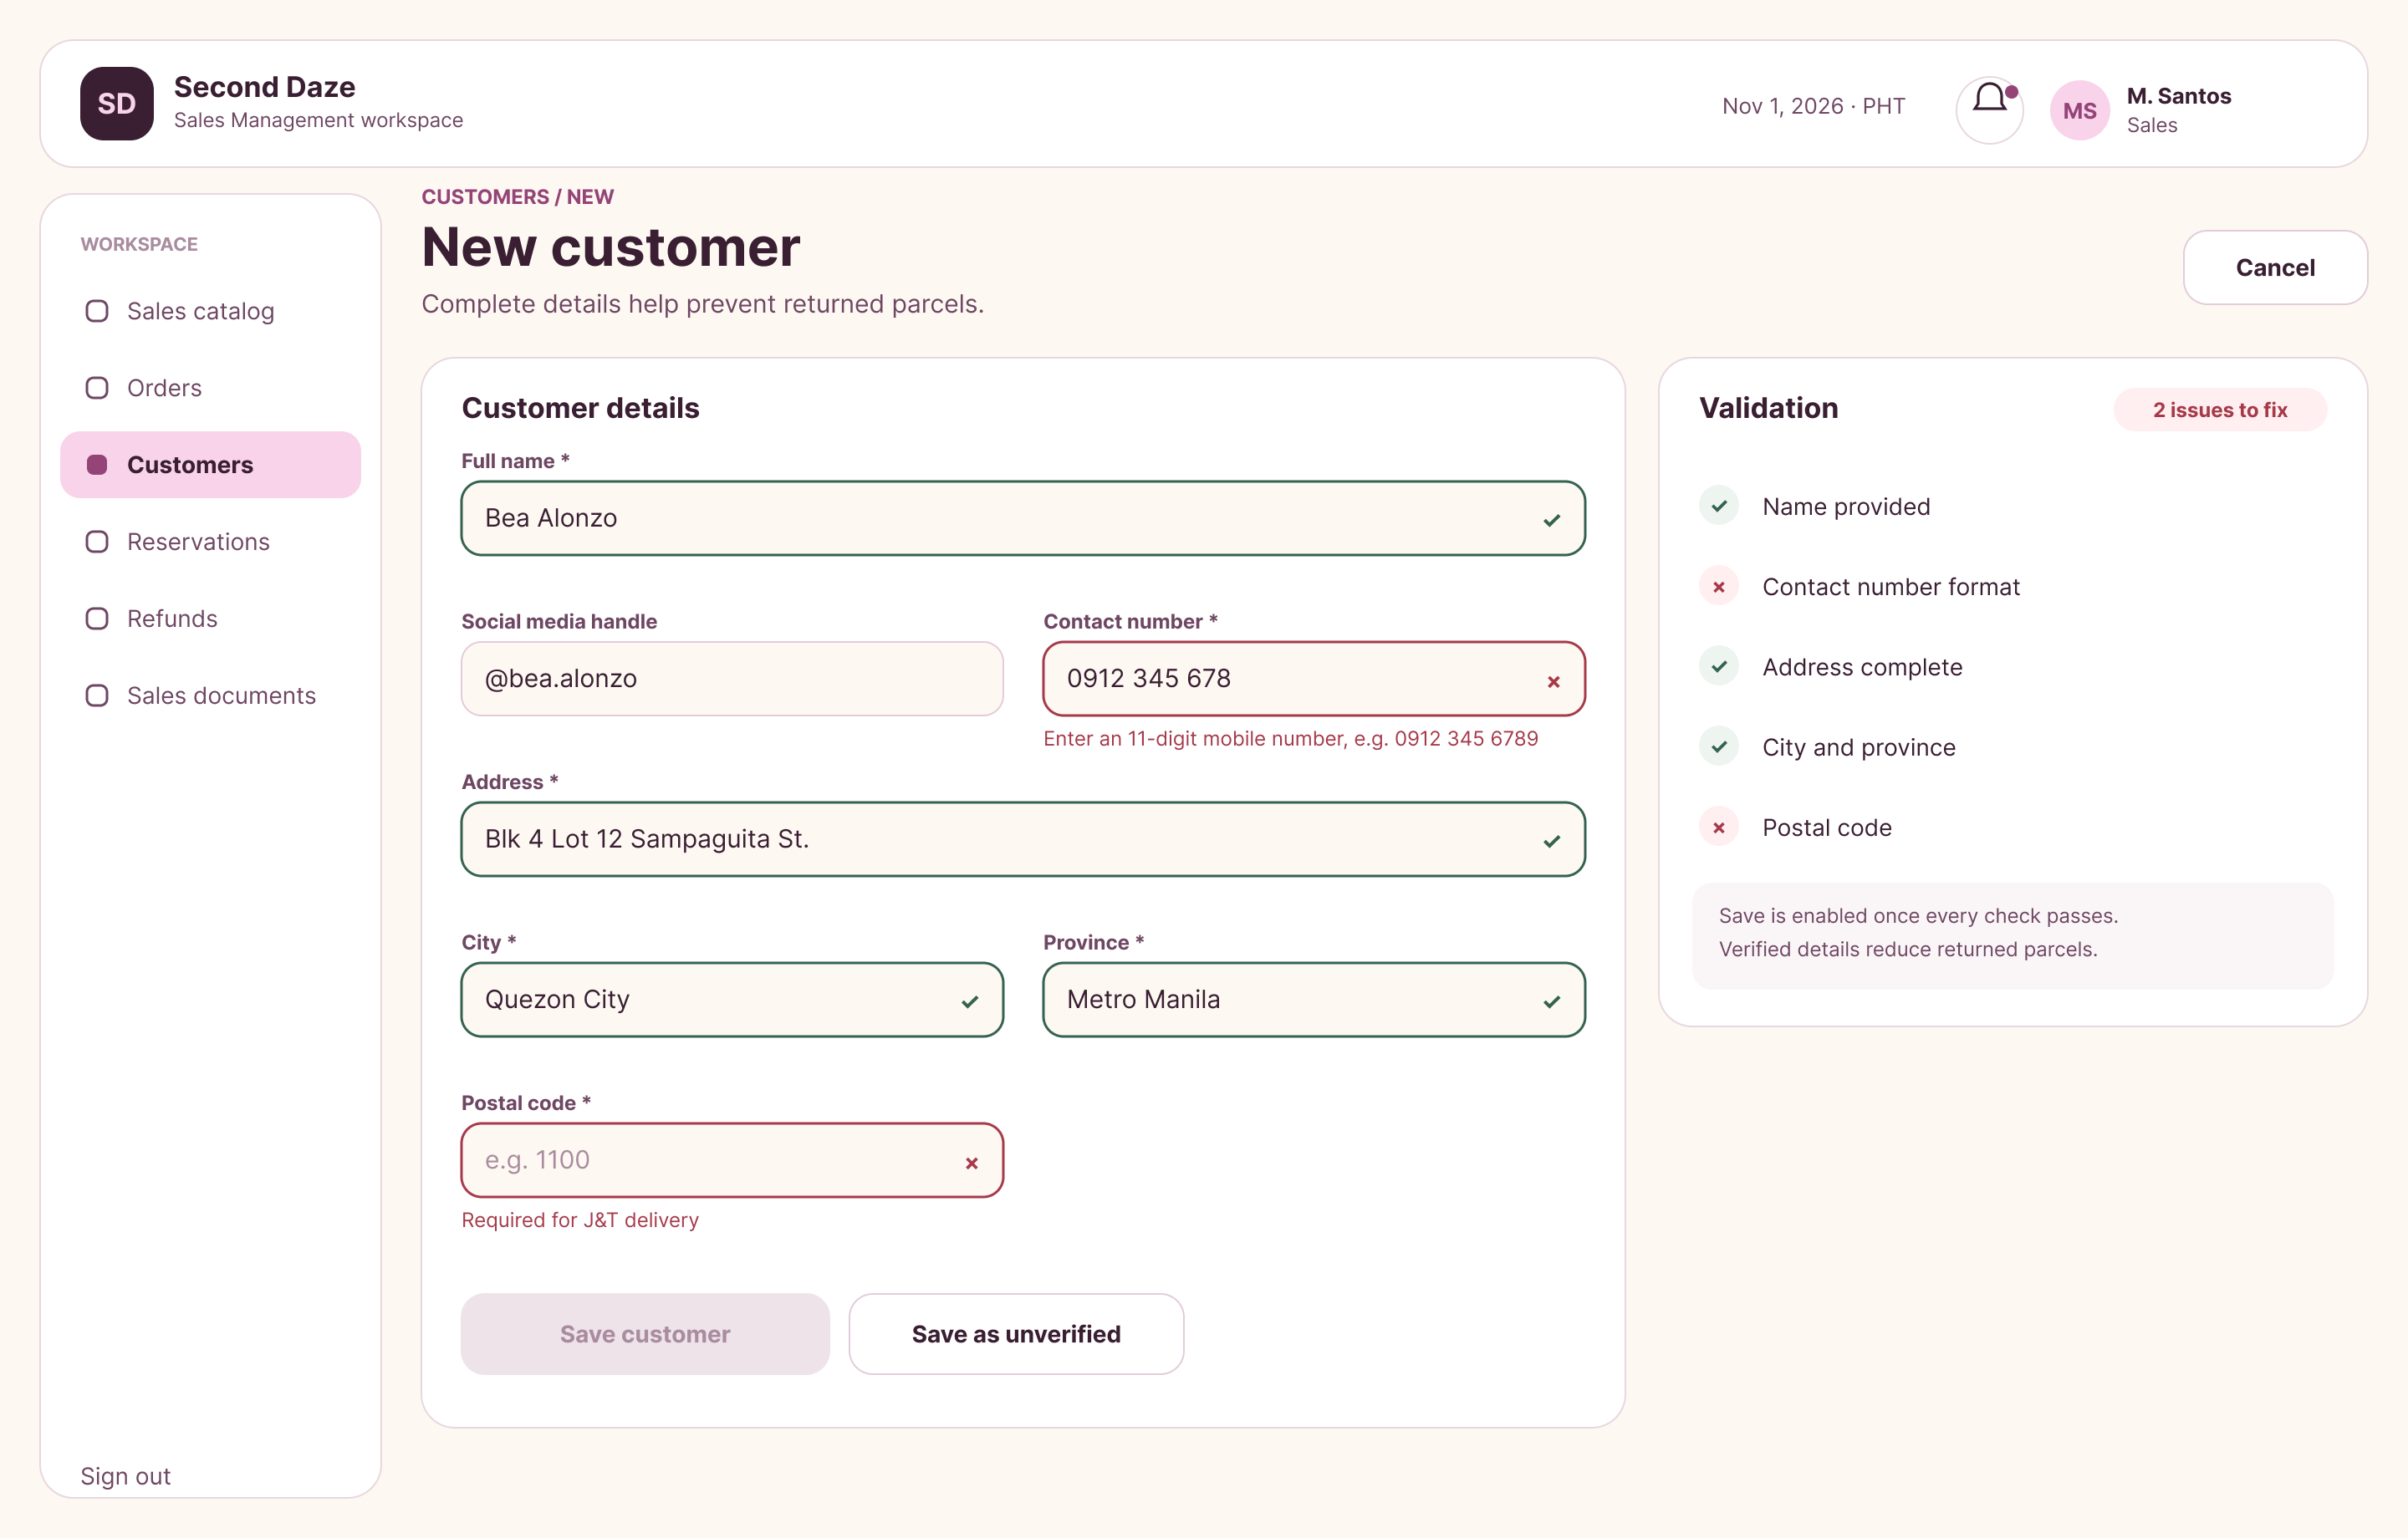 SD
Second Daze
Sales Management workspace
Nov 1, 2026 · PHT
MS
M. Santos
Sales
WORKSPACE
Sales catalog
Orders
Customers
Reservations
Refunds
Sales documents
Sign out
CUSTOMERS / NEW
New customer
Complete details help prevent returned parcels.
Cancel
Customer details
Full name *
Bea Alonzo
Social media handle
@bea.alonzo
Contact number *
0912 345 678
Enter an 11-digit mobile number, e.g. 0912 345 6789
Address *
Blk 4 Lot 12 Sampaguita St.
City *
Quezon City
Province *
Metro Manila
Postal code *
e.g. 1100
Required for J&T delivery
Save customer
Save as unverified
Validation
2 issues to fix
Name provided
Contact number format
Address complete
City and province
Postal code
Save is enabled once every check passes.
Verified details reduce returned parcels.